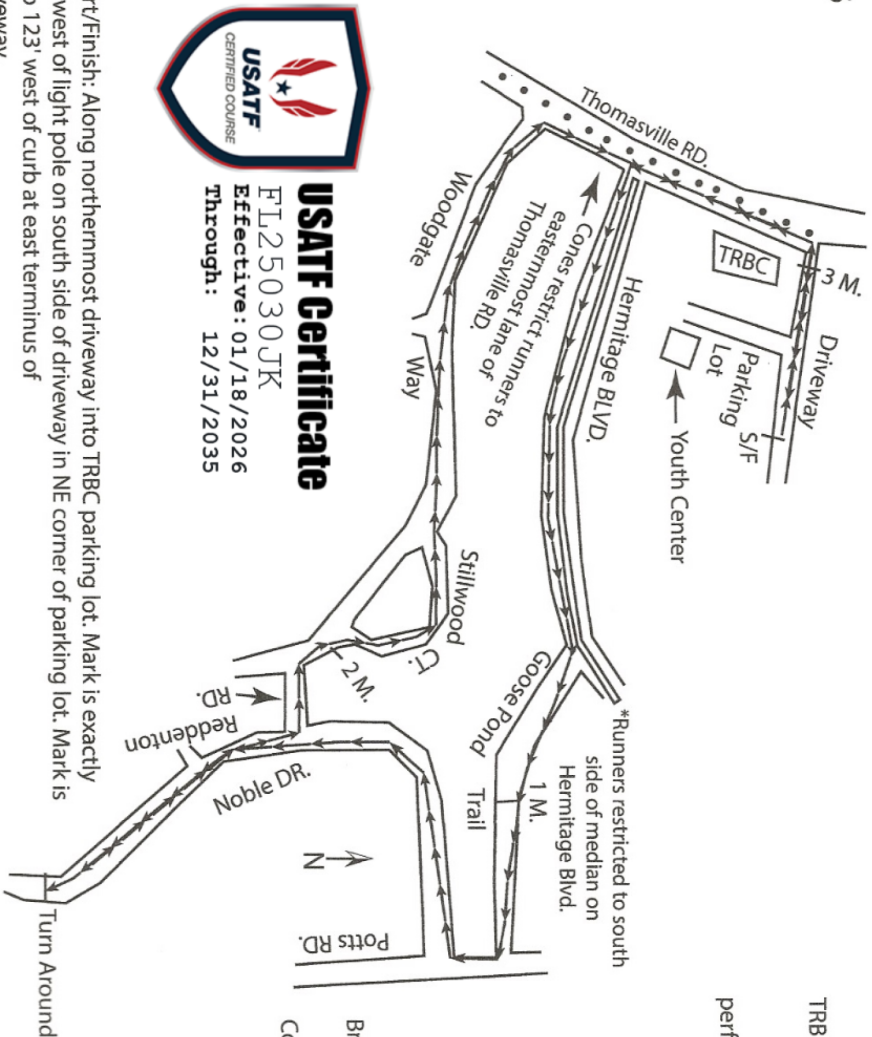 Thomasville RD.
TRBC
3 M.
Driveway
Parking
Lot
S/F
Youth Center
Hermitage BLVD.
Cones restrict runners to
easternmost lane of
Thomasville RD.
Woodgate
Way
Stillwood
CT.
2 M.
Goose Pond
Trail
1 M.
*Runners restricted to south
side of median on
Hermitage Blvd.
RD.
Reddenton
Noble DR.
N
Potts RD.
Turn Around
USATF
CERTIFIED COURSE
USATF Certificate
FL25030JK
Effective: 01/18/2026
Through: 12/31/2035
rt/Finish: Along northernmost driveway into TRBC parking lot. Mark is exactly
west of light pole on south side of driveway in NE corner of parking lot. Mark is
123' west of curb at east terminus of
TRB
perf